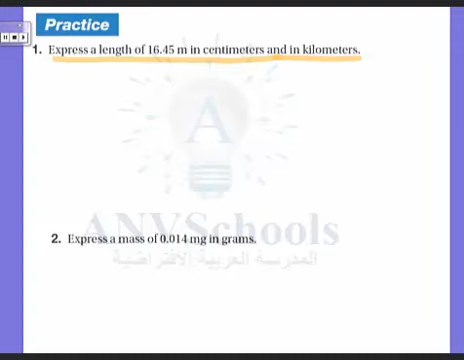 Practice
1. Express a length of 16.45 m in centimeters and in kilometers.
A
ANVSchools
2. Express a mass of 0.014 mg in grams.
المدرسة العربية الافتراضية